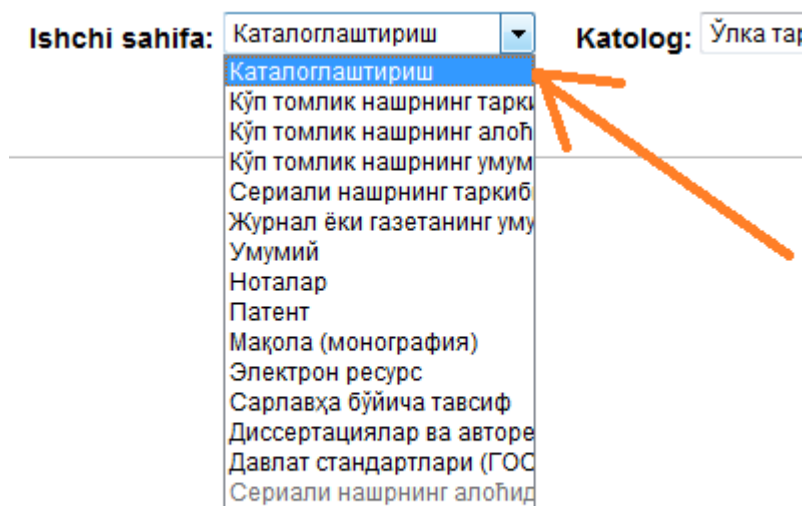 Ishchi sahifa: Каталоглаштириш Katolog: Ўлка тар
Каталоглаштириш
Кўп томлик нашрнинг тарки
Кўп томлик нашрнинг алоћ
Кўп томлик нашрнинг умум
Сериали нашрнинг таркиб
Журнал ёки газетанинг уму
Умумий
Ноталар
Патент
Мақола (монография)
Электрон ресурс
Сарлавҳа бўйича тавсиф
Диссертациялар ва авторе
Давлат стандартлари (ГОС
Сериали нашрнинг алоћид